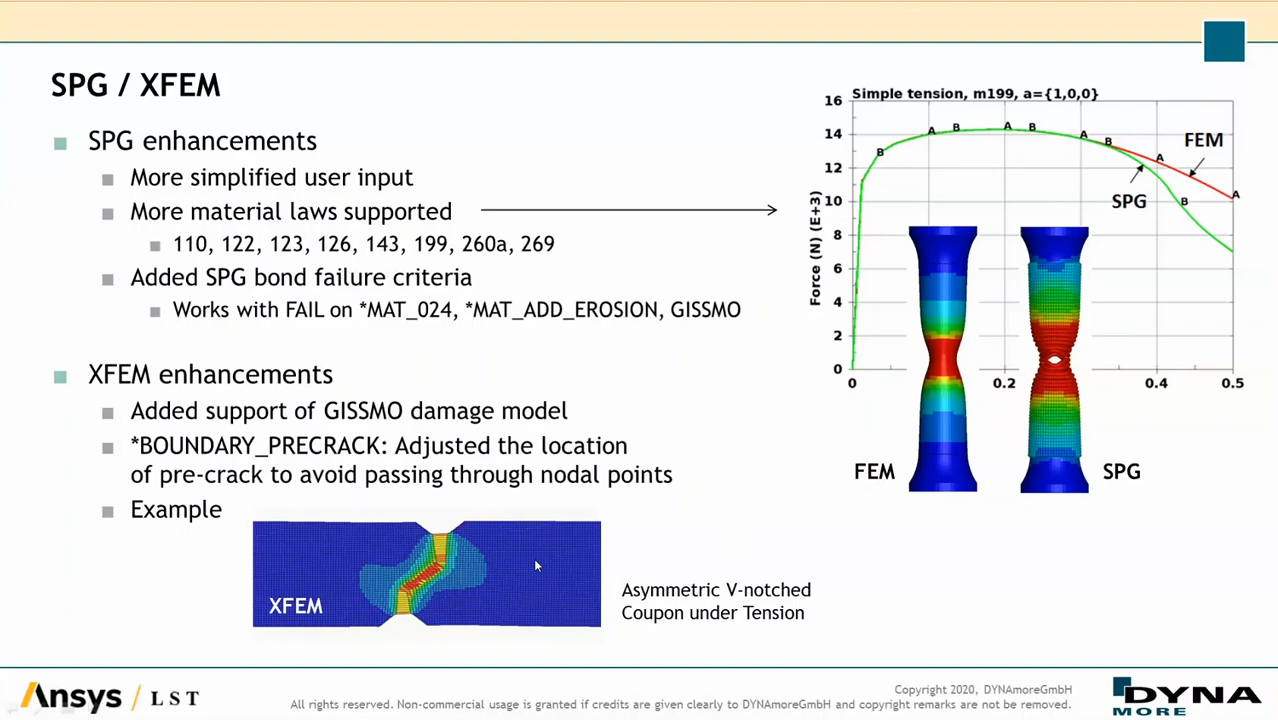 SPG / XFEM
SPG enhancements
More simplified user input
More material laws supported
110, 122, 123, 126, 143, 199, 260a, 269
Added SPG bond failure criteria
Works with FAIL on *MAT_024, *MAT_ADD_EROSION, GISSMO
XFEM enhancements
Added support of GISSMO damage model
*BOUNDARY_PRECRACK: Adjusted the location
of pre-crack to avoid passing through nodal points
Example
XFEM
Asymmetric V-notched
Coupon under Tension
Simple tension, m199, a={1,0,0}
Force (N) (E+3)
16
14
12
10
8
6
4
2
0
0
0.2
0.4
0.5
B
A
B
A
B
A
B
A
B
A
FEM
SPG
FEM
SPG
Ansys / LST
Copyright 2020, DYNAmoreGmbH
All rights reserved. Non-commercial usage is granted if credits are given clearly to DYNAmoreGmbH and copyright remarks are not be removed.
DYNA
MORE